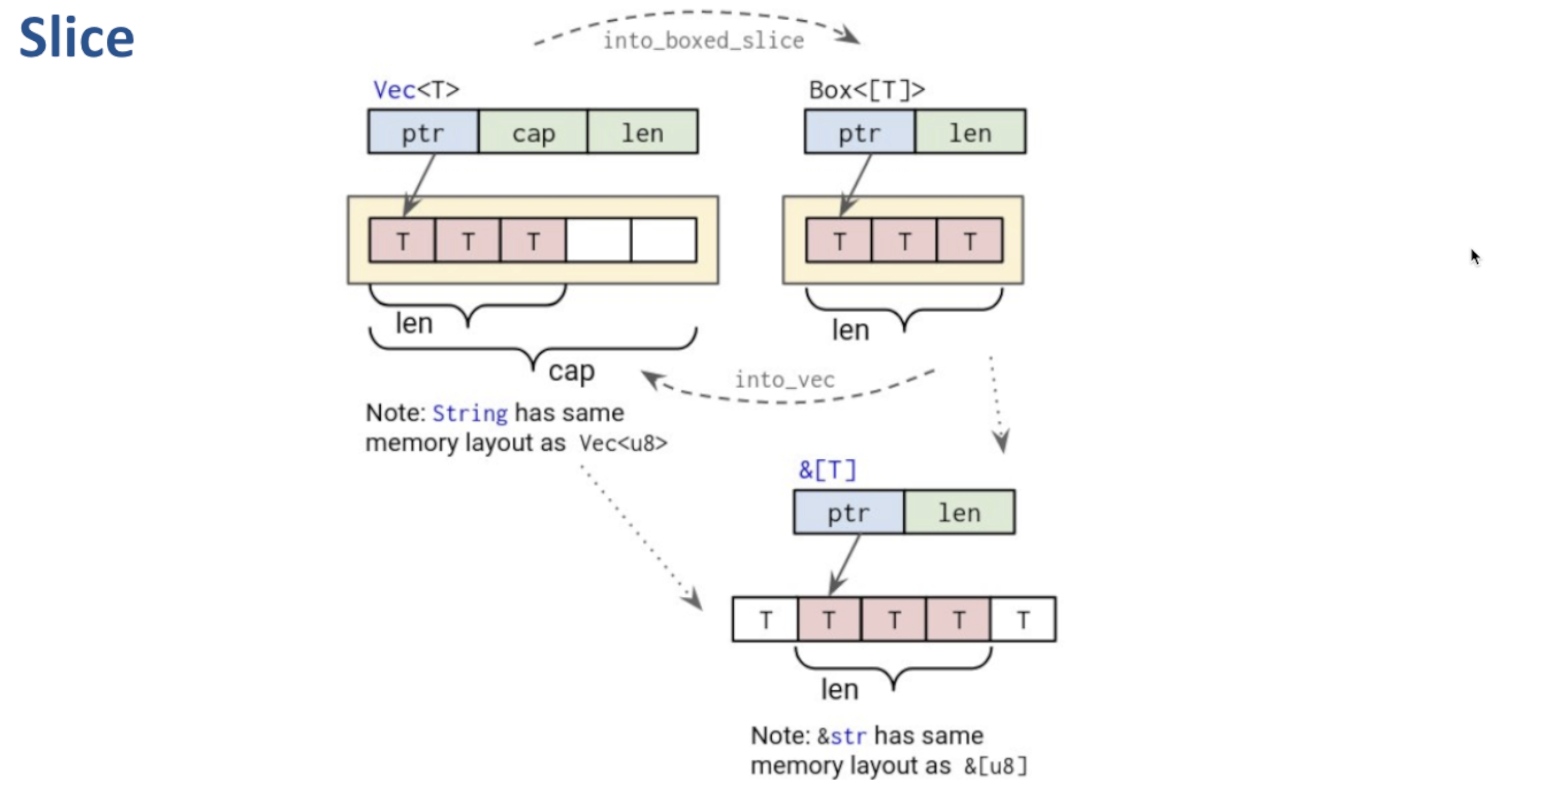 Slice
into_boxed_slice
Vec<T>
ptr cap len
T T T
len
cap
Note: String has same
memory layout as Vec<u8>
Box<[T]>
ptr len
T T T
len
into_vec
&[T]
ptr len
T T T T T
len
Note: &str has same
memory layout as &[u8]